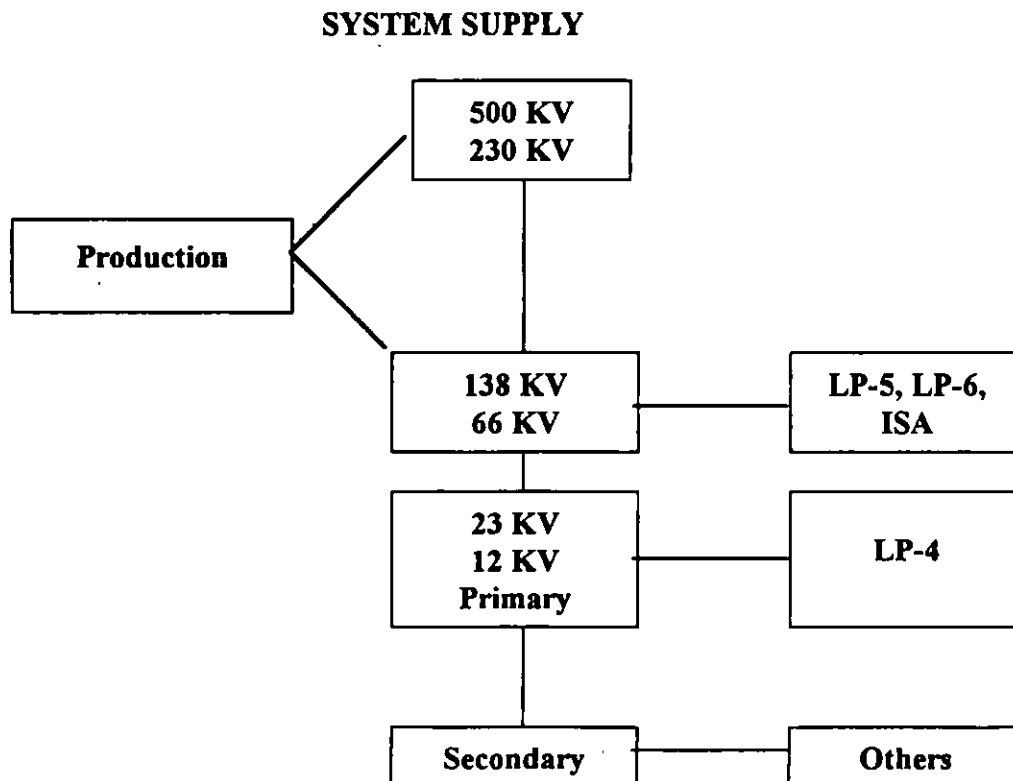 SYSTEM SUPPLY
500 KV
230 KV
Production
138 KV
66 KV
LP-5, LP-6,
ISA
23 KV
12 KV
Primary
LP-4
Secondary
Others